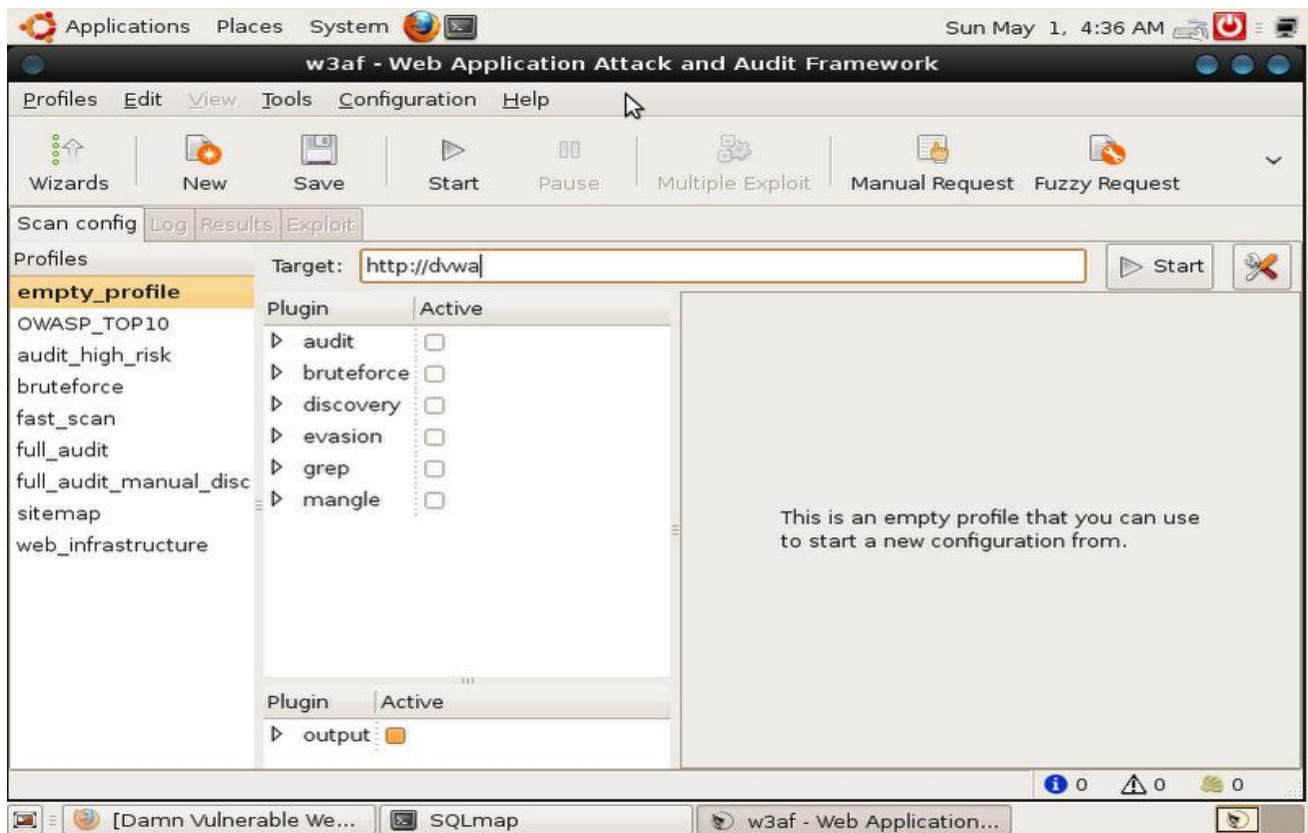 Applications Places System Sun May 1, 4:36 AM
w3af - Web Application Attack and Audit Framework
Profiles Edit View Tools Configuration Help
Wizards New Save Start Pause Multiple Exploit Manual Request Fuzzy Request
Scan config Log Results Exploit
Profiles
empty_profile
OWASP_TOP10
audit_high_risk
bruteforce
fast_scan
full_audit
full_audit_manual_disc
sitemap
web_infrastructure
Target: http://dvwa Start
Plugin Active
audit
bruteforce
discovery
evasion
grep
mangle
Plugin Active
output
This is an empty profile that you can use
to start a new configuration from.
0 0 0
[Damn Vulnerable We... SQLmap w3af - Web Application...